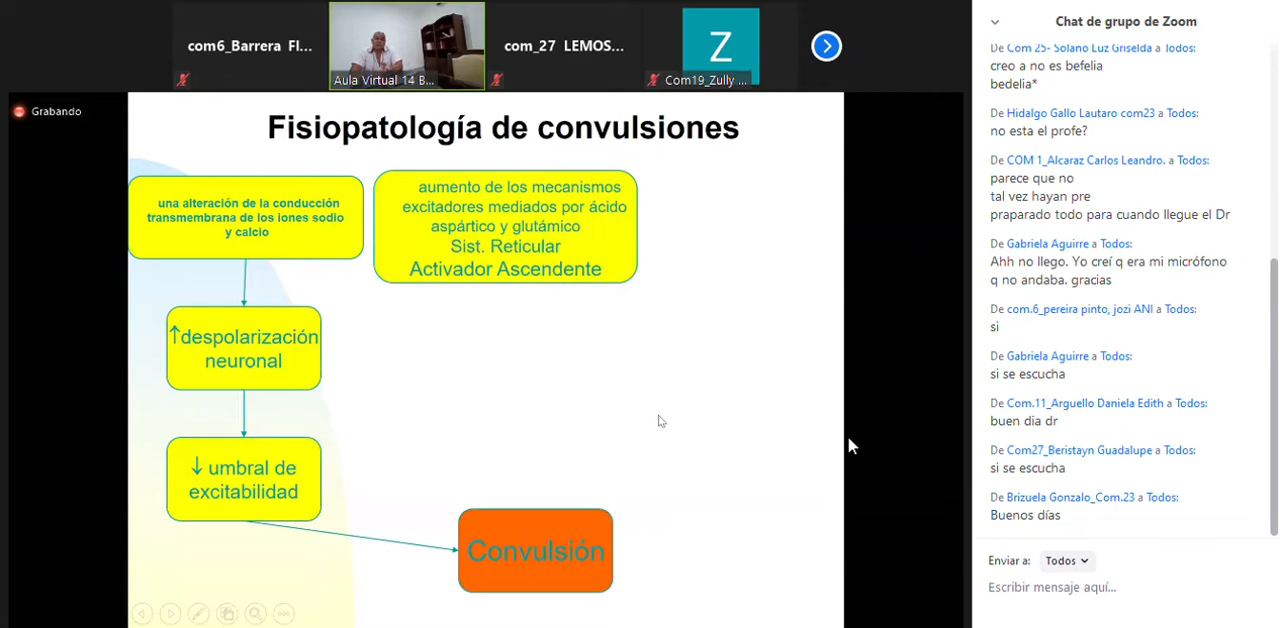 com6_Barrera FI...
Aula Virtual 14 B...
com_27 LEMOS...
Z
Com19_Zully ...
Grabando
Fisiopatología de convulsiones
una alteración de la conducción
transmembrana de los iones sodio
y calcio
aumento de los mecanismos
excitadores mediados por ácido
aspártico y glutámico
Sist. Reticular
Activador Ascendente
↑despolarización
neuronal
↓ umbral de
excitabilidad
Convulsión
Chat de grupo de Zoom
De Com 25- Solano Luz Griselda a Todos:
creo a no es befelia
bedelia*
De Hidalgo Gallo Lautaro com23 a Todos:
no esta el profe?
De COM 1_Alcaraz Carlos Leandro. a Todos:
parece que no
tal vez hayan pre
praparado todo para cuando llegue el Dr
De Gabriela Aguirre a Todos:
Ahh no llego. Yo creí q era mi micrófono
q no andaba. gracias
De com.6_pereira pinto, jozi ANI a Todos:
si
De Gabriela Aguirre a Todos:
si se escucha
De Com.11_Arguello Daniela Edith a Todos:
buen dia dr
De Com27_Beristayn Guadalupe a Todos:
si se escucha
De Brizuela Gonzalo_Com.23 a Todos:
Buenos días
Enviar a: Todos
Escribir mensaje aquí...